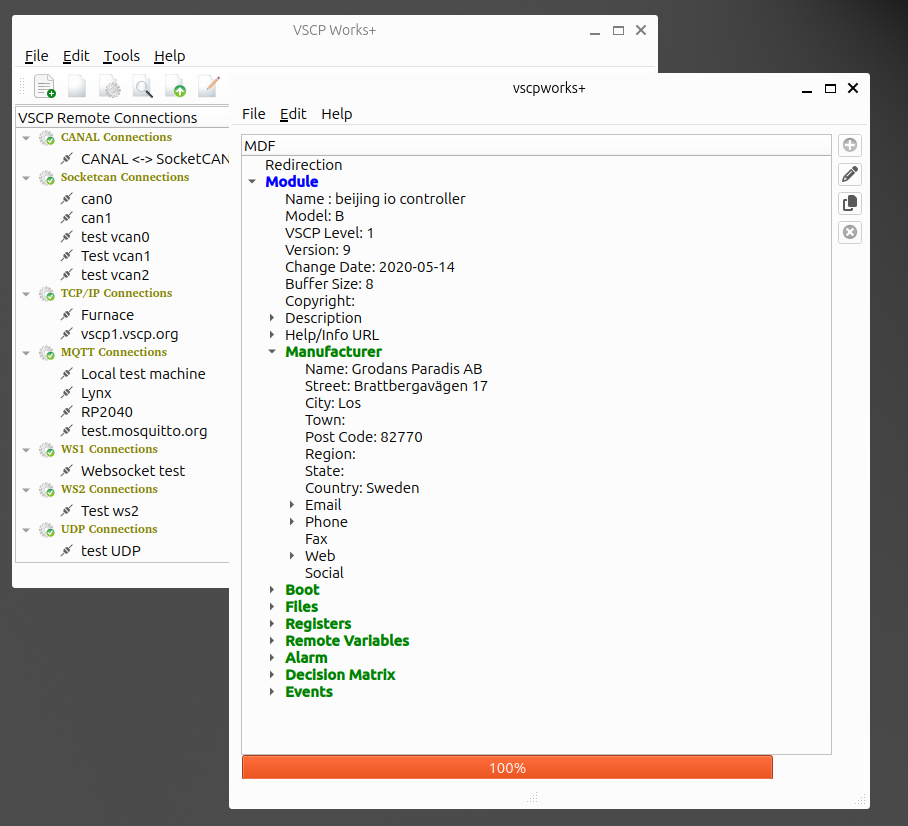 VSCP Works+
File Edit Tools Help
VSCP Remote Connections
CANAL Connections
CANAL <-> SocketCAN
Socketcan Connections
can0
can1
test vcan0
Test vcan1
test vcan2
TCP/IP Connections
Furnace
vscp1.vscp.org
MQTT Connections
Local test machine
Lynx
RP2040
test.mosquitto.org
WS1 Connections
Websocket test
WS2 Connections
Test ws2
UDP Connections
test UDP
vscpworks+
File Edit Help
MDF
Redirection
Module
Name : beijing io controller
Model: B
VSCP Level: 1
Version: 9
Change Date: 2020-05-14
Buffer Size: 8
Copyright:
Description
Help/Info URL
Manufacturer
Name: Grodans Paradis AB
Street: Brattbergavägen 17
City: Los
Town:
Post Code: 82770
Region:
State:
Country: Sweden
Email
Phone
Fax
Web
Social
Boot
Files
Registers
Remote Variables
Alarm
Decision Matrix
Events
100%